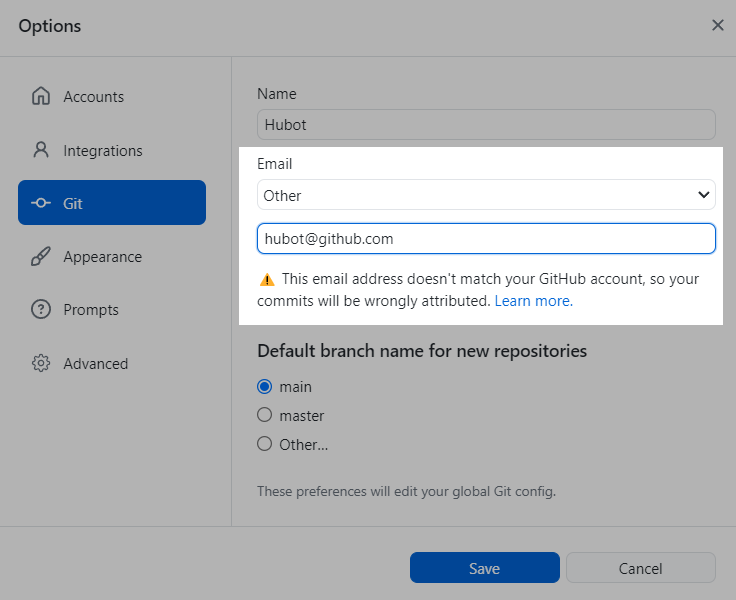 Options
Accounts
Integrations
Git
Appearance
Prompts
Advanced
Name
Hubot
Email
Other
hubot@github.com
This email address doesn't match your GitHub account, so your
commits will be wrongly attributed. Learn more.
Default branch name for new repositories
main
master
Other…
These preferences will edit your global Git config.
Save
Cancel